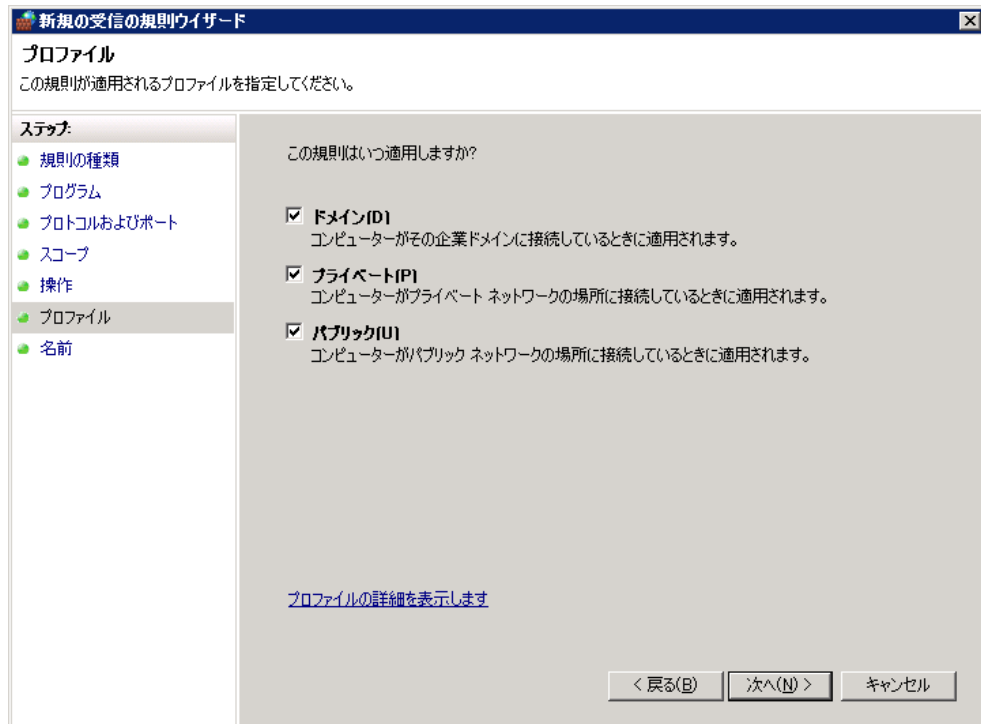 新規の受信の規則ウィザード
プロファイル
この規則が適用されるプロファイルを指定してください。
ステップ:
規則の種類
プログラム
プロトコルおよびポート
スコープ
操作
プロファイル
名前
この規則はいつ適用しますか?
ドメイン(D)
コンピューターがその企業ドメインに接続しているときに適用されます。
プライベート(P)
コンピューターがプライベート ネットワークの場所に接続しているときに適用されます。
パブリック(U)
コンピューターがパブリック ネットワークの場所に接続しているときに適用されます。
プロファイルの詳細を表示します
< 戻る(B)
次へ(N) >
キャンセル